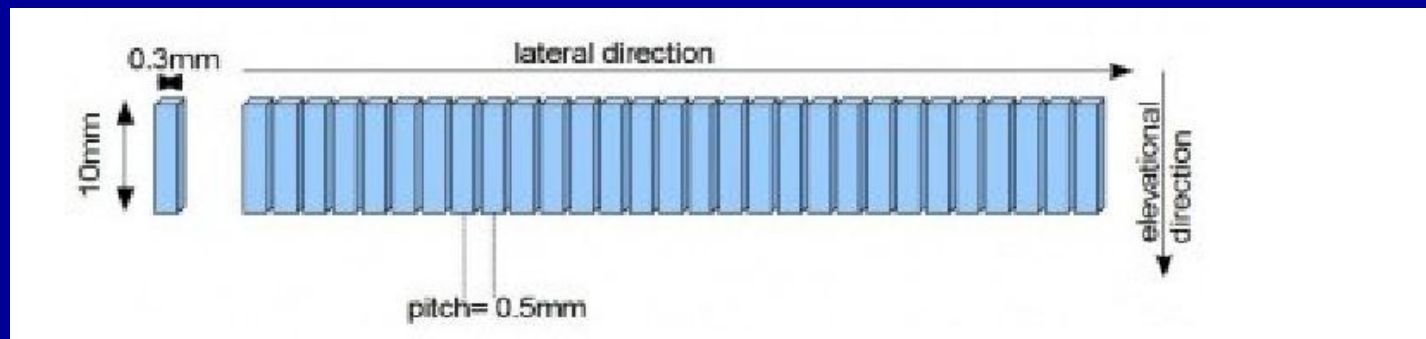 0.3mm
lateral direction
10mm
elevational
direction
pitch= 0.5mm